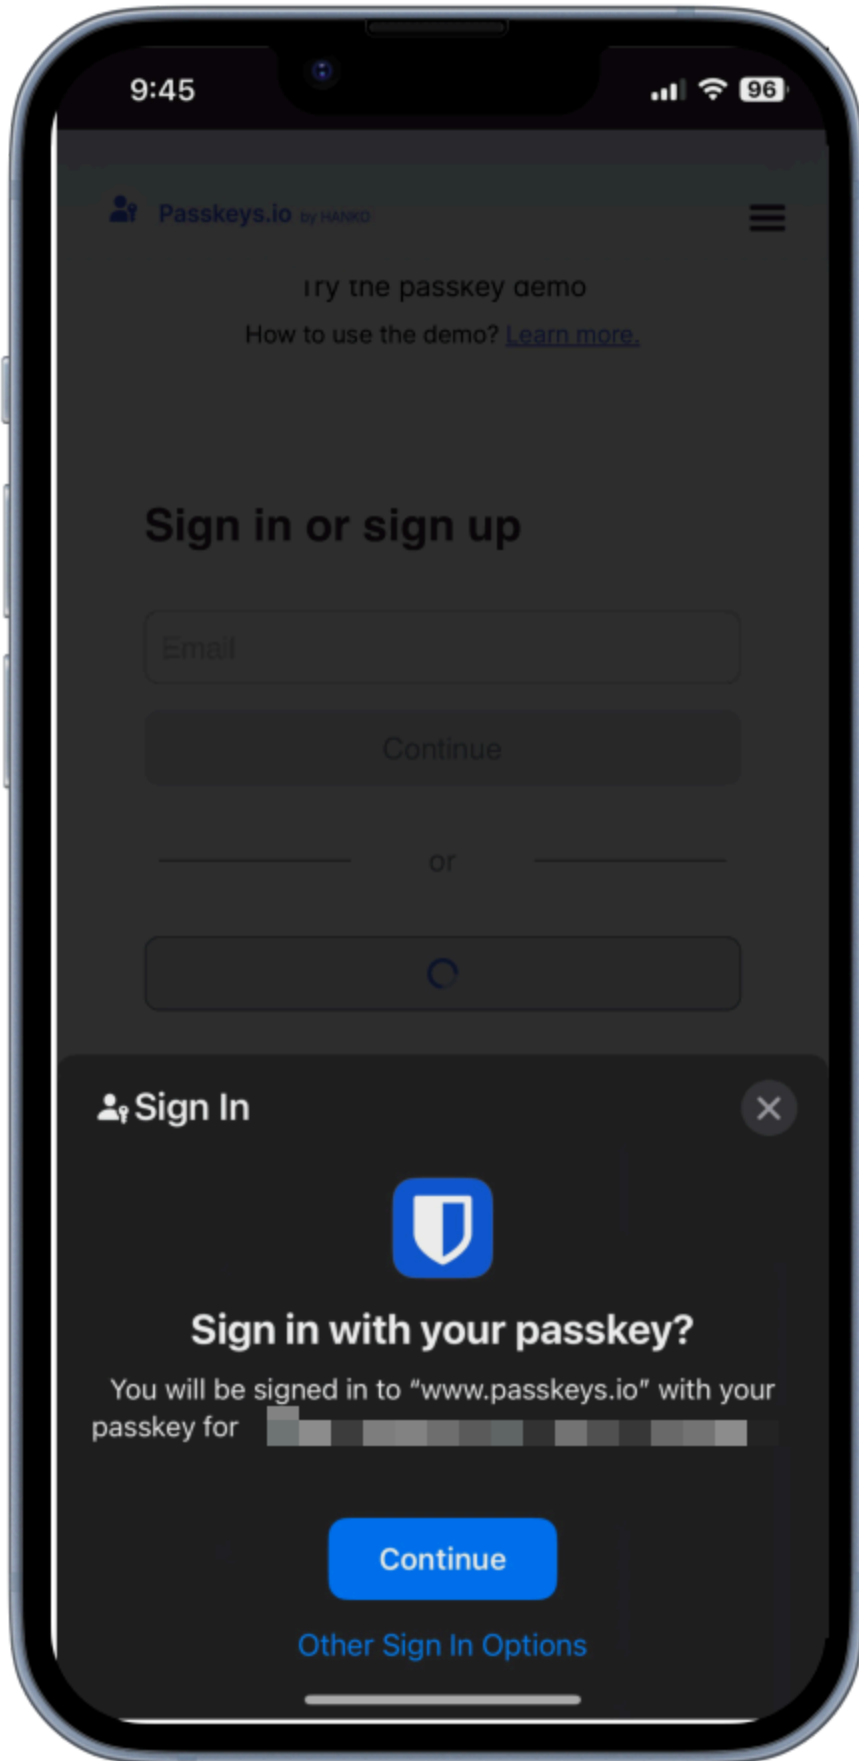 9:45
96
Passkeys.io by HANKO
Try the passkey demo
How to use the demo? Learn more.
Sign in or sign up
Email
Continue
or
Sign In
Sign in with your passkey?
You will be signed in to “www.passkeys.io” with your
passkey for
Continue
Other Sign In Options